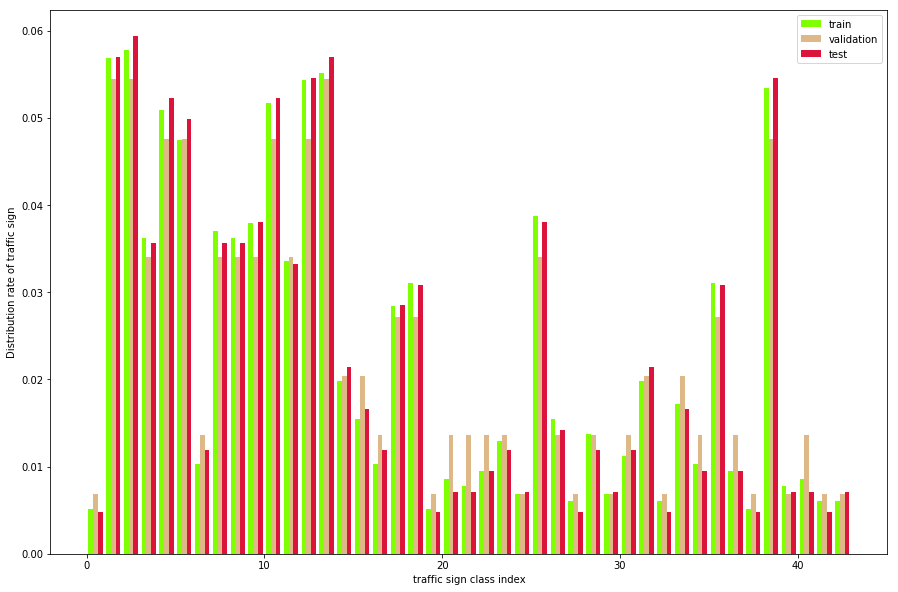 train
validation
test
0.06
0.05
0.04
0.03
0.02
0.01
0.00
Distribution rate of traffic sign
0 10 20 30 40
traffic sign class index